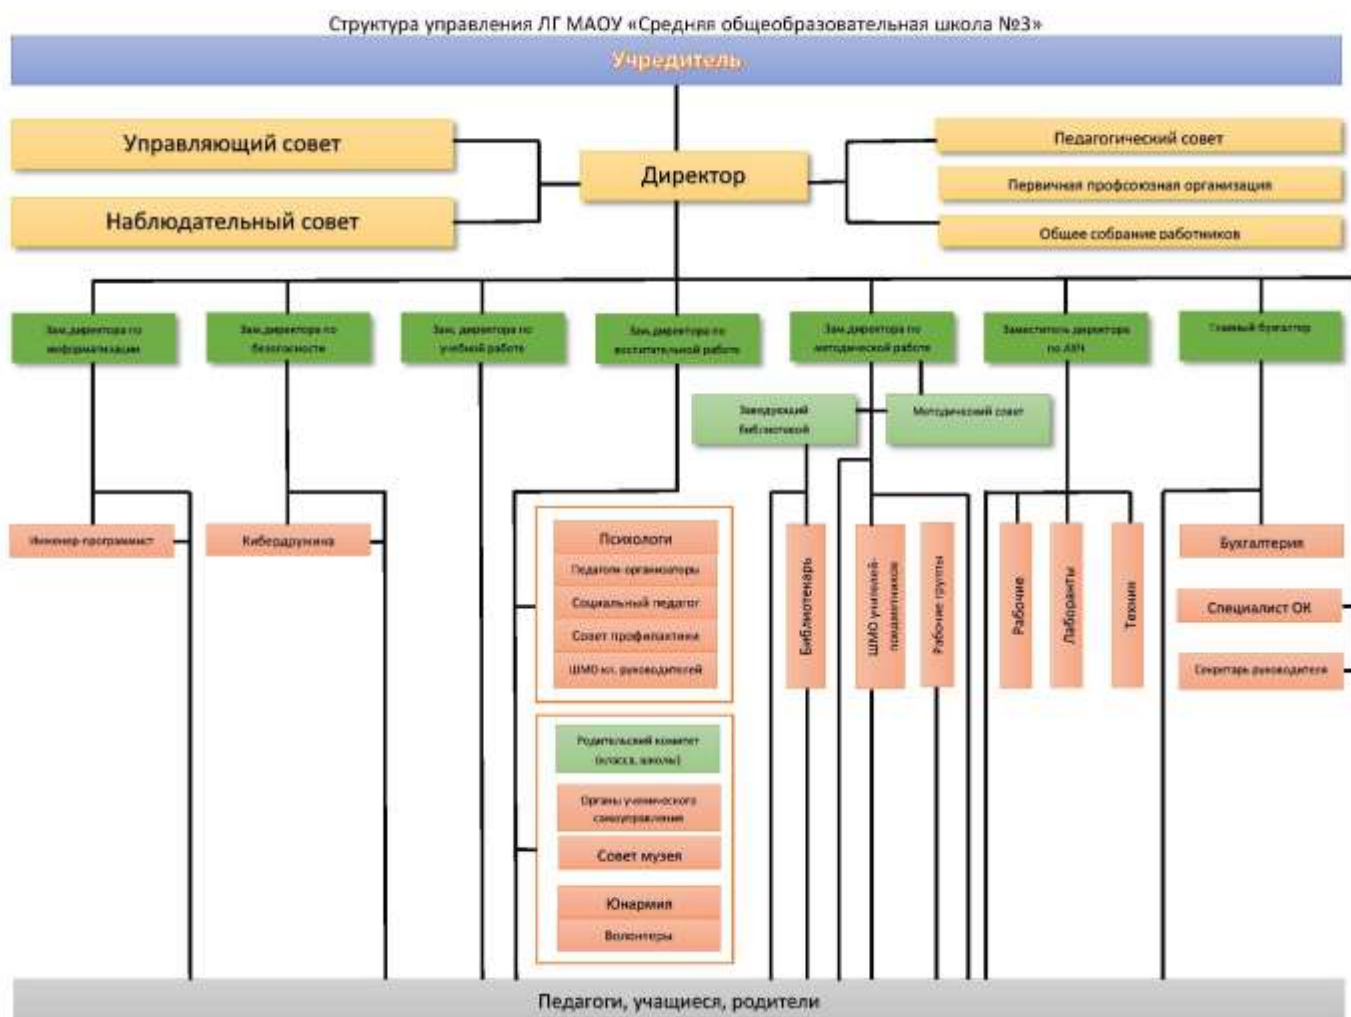 Структура управления ЛГ МАОУ «Средняя общеобразовательная школа №3»
Учредитель
Управляющий совет
Наблюдательный совет
Директор
Педагогический совет
Первичная профсоюзная организация
Общее собрание работников
Зам.директора по
информатизации
Зам.директора по
безопасности
Зам. директора по
учебной работе
Зам.директора по
воспитательной работе
Зам.директора по
методической работе
Заместитель директора
по АХЧ
Главный бухгалтер
Заведующий
библиотекой
Методический совет
Инженер-программист
Кибердружина
Психологи
Педагоги-организаторы
Социальный педагог
Совет профилактики
ШМО кл. руководителей
Родительский комитет
(класса, школы)
Органы ученического
самоуправления
Совет музея
Юнармия
Волонтеры
Библиотекарь
ШМО учителей-
предметников
Рабочие группы
Рабочие
Лаборанты
Техник
Бухгалтерия
Специалист ОК
Секретарь руководителя
Педагоги, учащиеся, родители